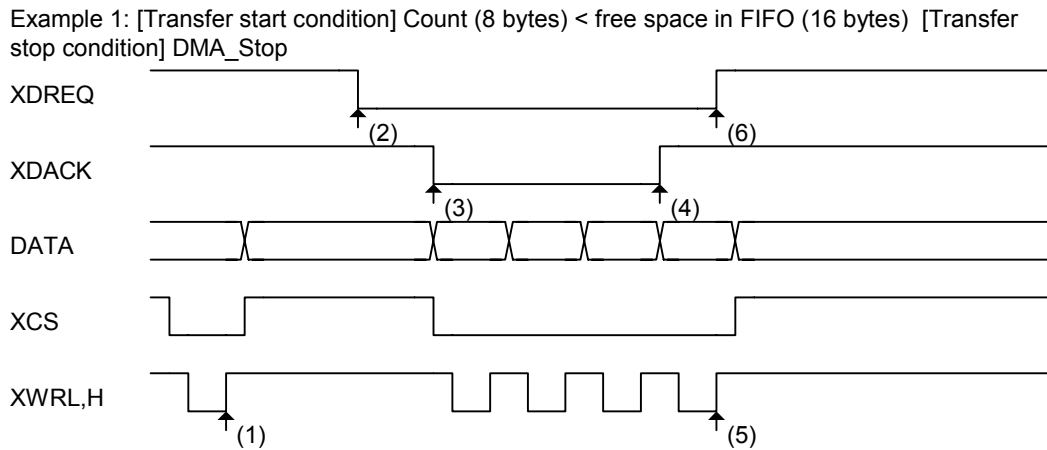 Example 1: [Transfer start condition] Count (8 bytes) < free space in FIFO (16 bytes)  [Transfer
stop condition] DMA_Stop
XDREQ
(2)
(6)
XDACK
(3)
(4)
DATA
XCS
XWRL,H
(1)
(5)